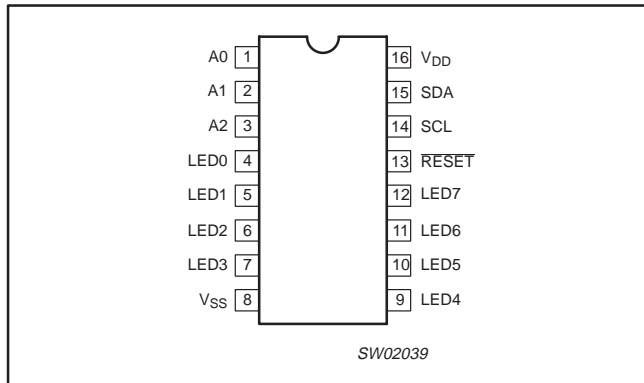 A0 1 16 VDD
A1 2 15 SDA
A2 3 14 SCL
LED0 4 13 RESET
LED1 5 12 LED7
LED2 6 11 LED6
LED3 7 10 LED5
VSS 8 9 LED4
SW02039